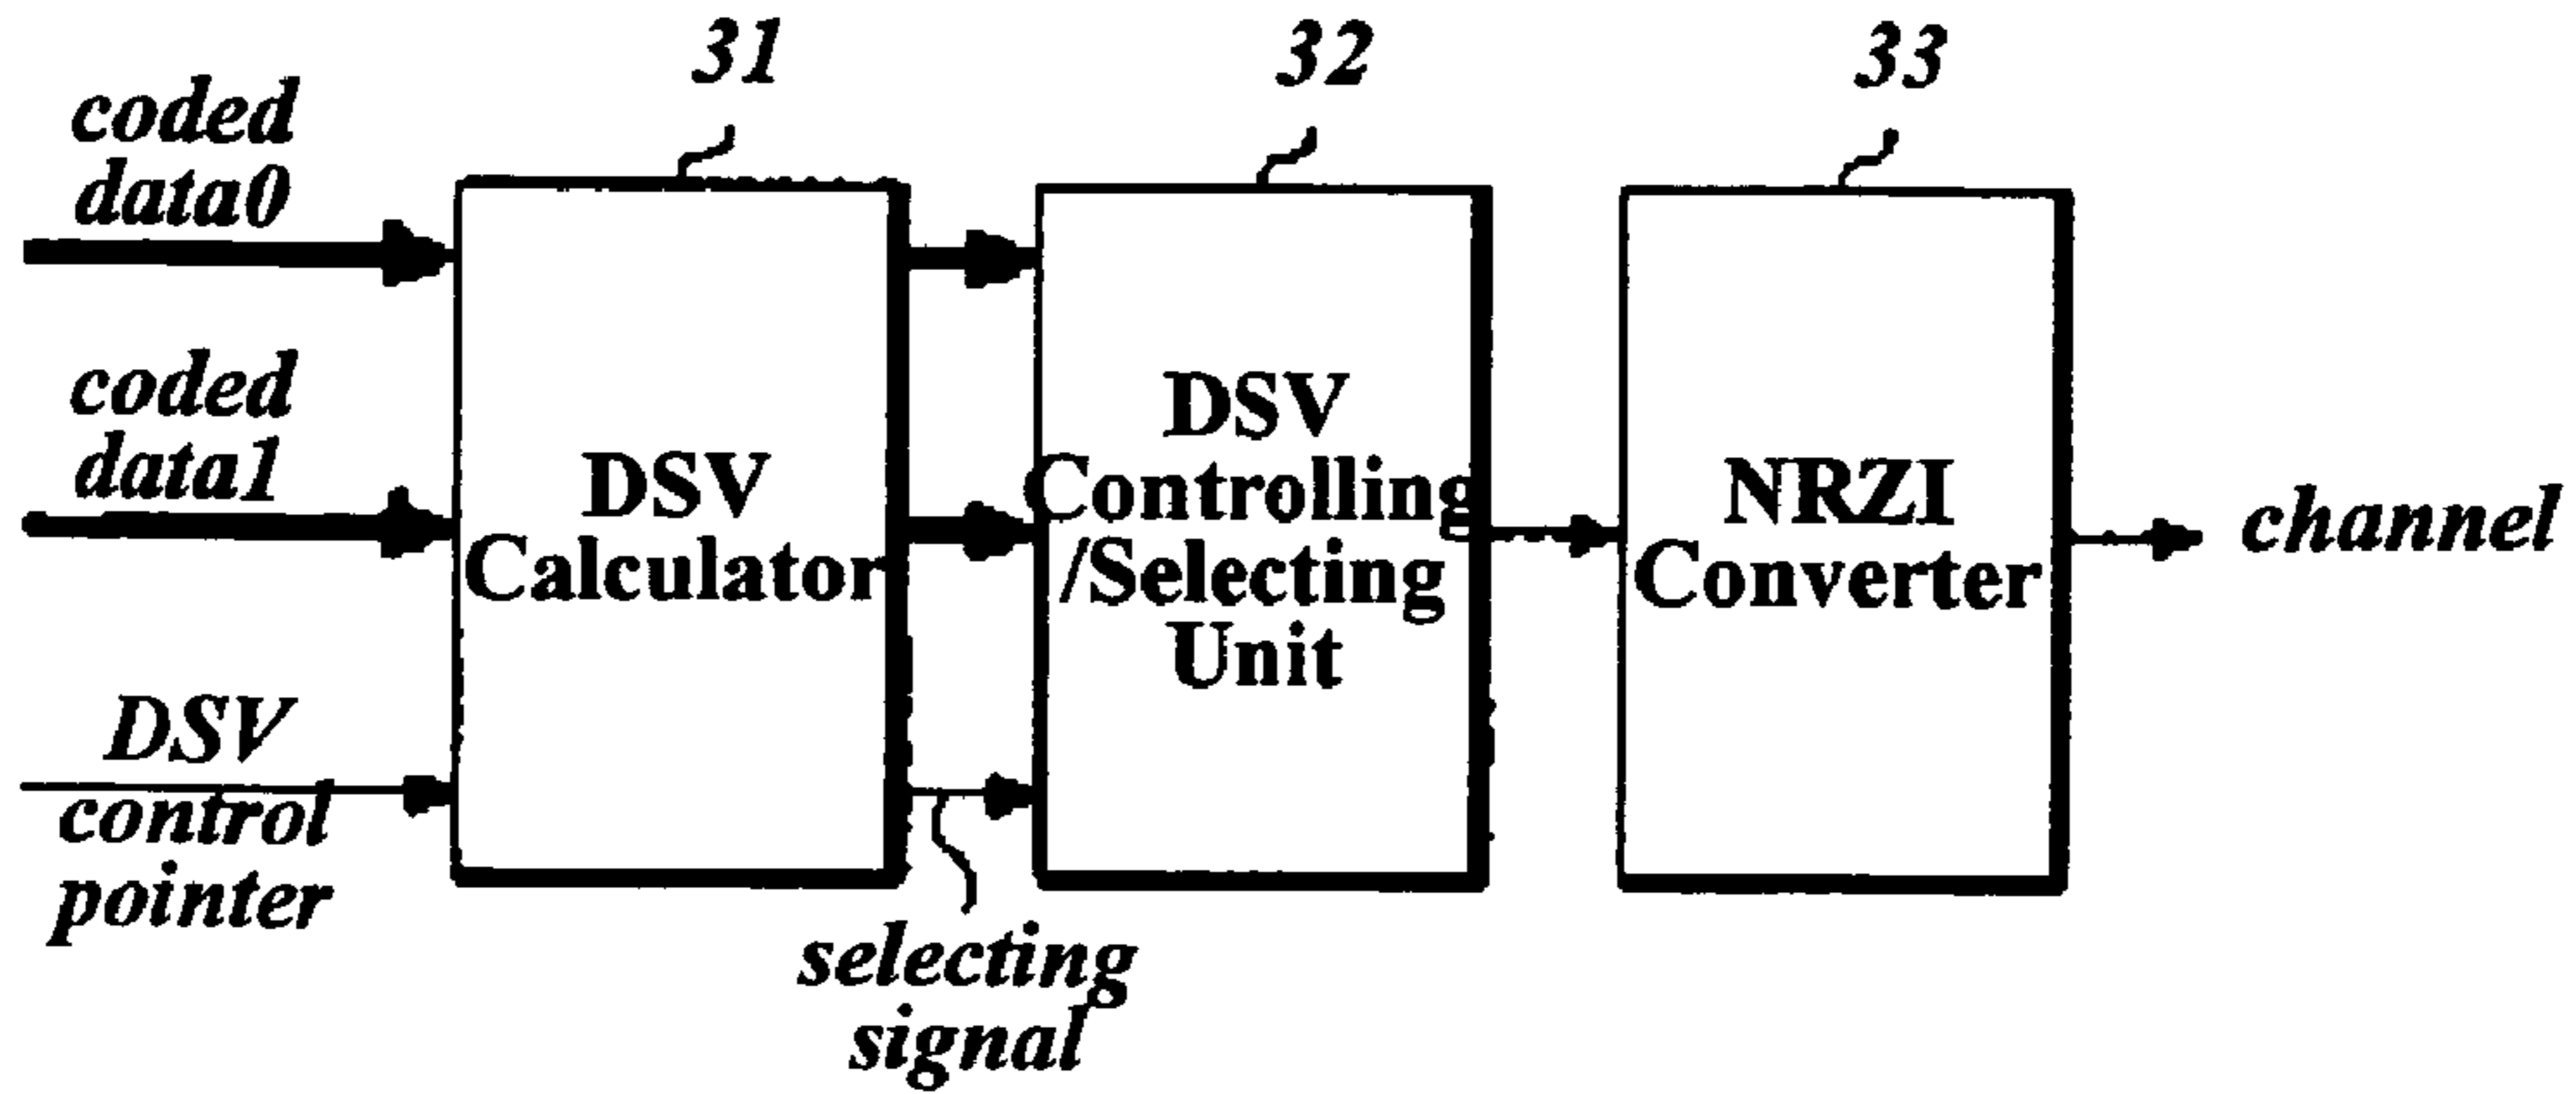 31
32
33
coded
data0
coded
data1
DSV
control
pointer
DSV
Calculator
selecting
signal
DSV
Controlling
/Selecting
Unit
NRZI
Converter
channel